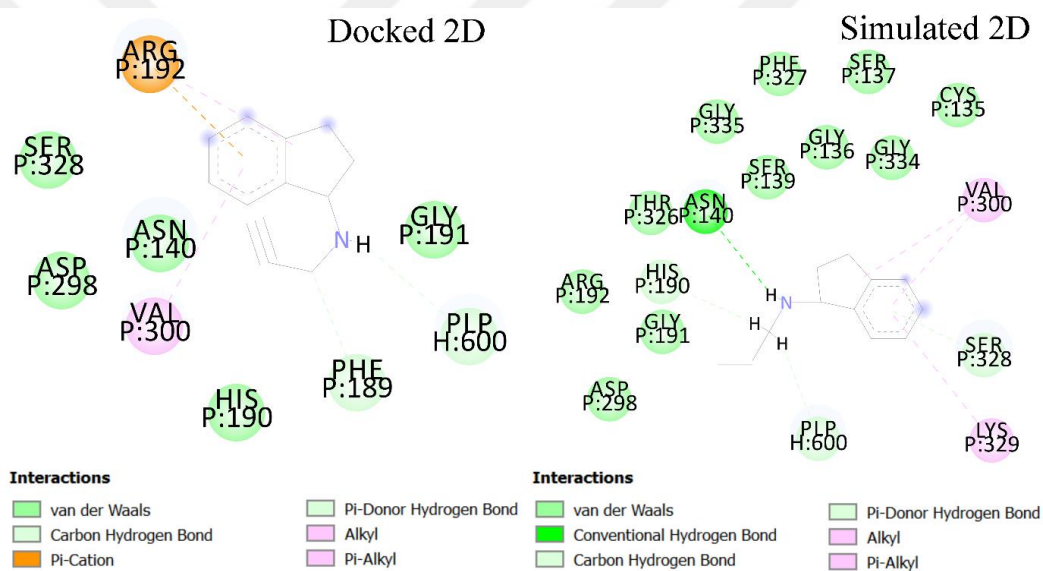 Docked 2D
ARG
P:192
SER
P:328
ASN
P:140
GLY
P:191
ASP
P:298
VAL
P:300
N H
PLP
H:600
PHE
P:189
HIS
P:190
Interactions
van der Waals
Carbon Hydrogen Bond
Pi-Cation
Pi-Donor Hydrogen Bond
Alkyl
Pi-Alkyl
Simulated 2D
PHE
P:327
SER
P:137
CYS
P:135
GLY
P:335
GLY
P:136
GLY
P:334
SER
P:139
THR
P:326
ASN
P:140
VAL
P:300
ARG
P:192
HIS
P:190
H N
H
H
GLY
P:191
SER
P:328
ASP
P:298
PLP
H:600
LYS
P:329
Interactions
van der Waals
Conventional Hydrogen Bond
Carbon Hydrogen Bond
Pi-Donor Hydrogen Bond
Alkyl
Pi-Alkyl